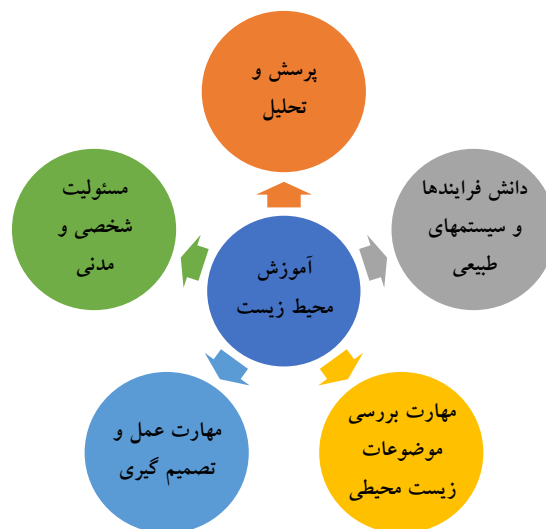 پرسش و
تحلیل
دانش فرایندها
و سیستمهای
طبیعی
مهارت بررسی
موضوعات
زیست محیطی
مهارت عمل و
تصمیم گیری
مسئولیت
شخصی و
مدنی
آموزش
محیط زیست